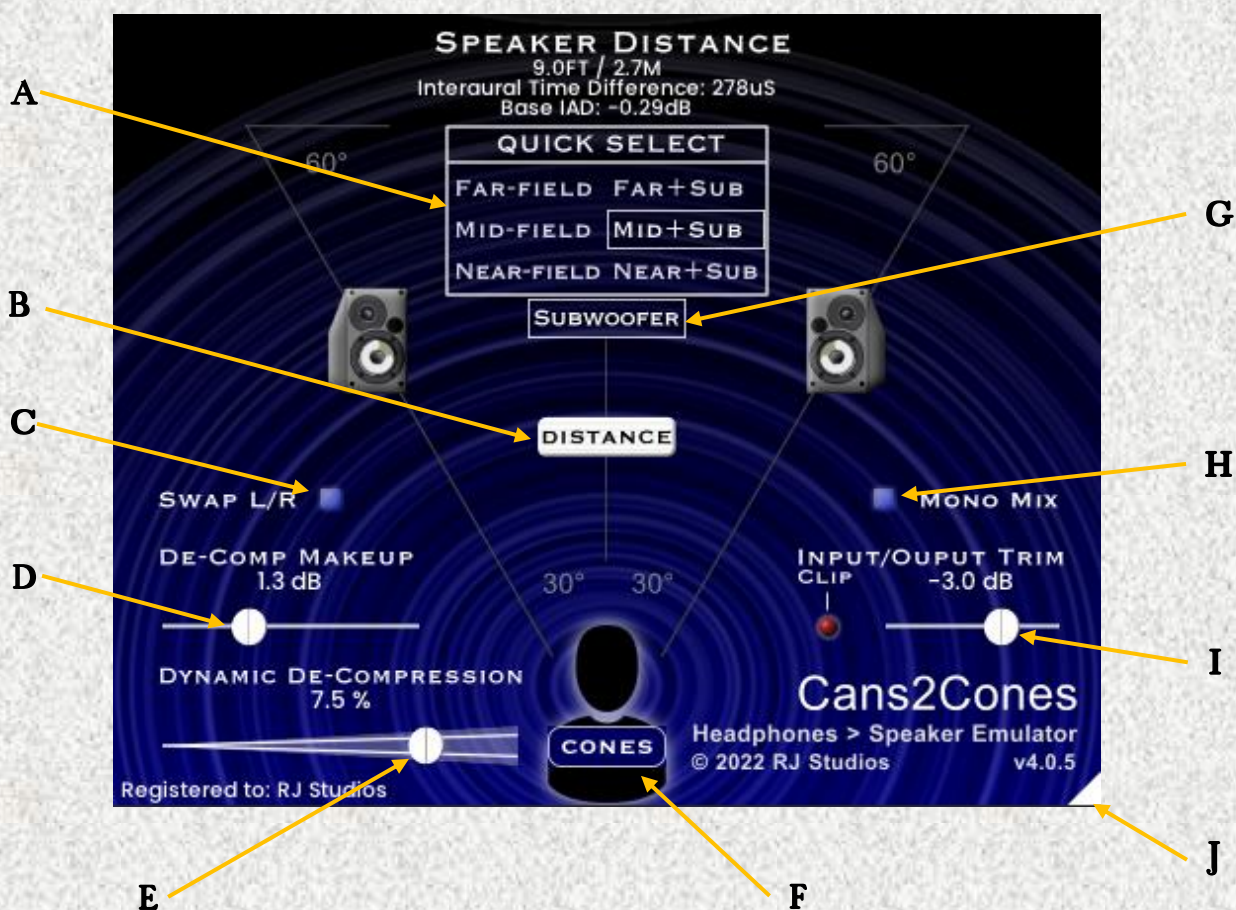 SPEAKER DISTANCE
9.0FT / 2.7M
Interaural Time Difference: 278uS
Base IAD: -0.29dB
A
QUICK SELECT
60°
60°
FAR-FIELD FAR+SUB
MID-FIELD MID+SUB
G
NEAR-FIELD NEAR+SUB
B
SUBWOOFER
C
DISTANCE
H
SWAP L/R
MONO MIX
DE-COMP MAKEUP
1.3 dB
INPUT/OUPUT TRIM
CLIP
-3.0 dB
D
30° 30°
I
DYNAMIC DE-COMPRESSION
7.5 %
Cans2Cones
CONES
Headphones > Speaker Emulator
© 2022 RJ Studios v4.0.5
Registered to: RJ Studios
J
E
F